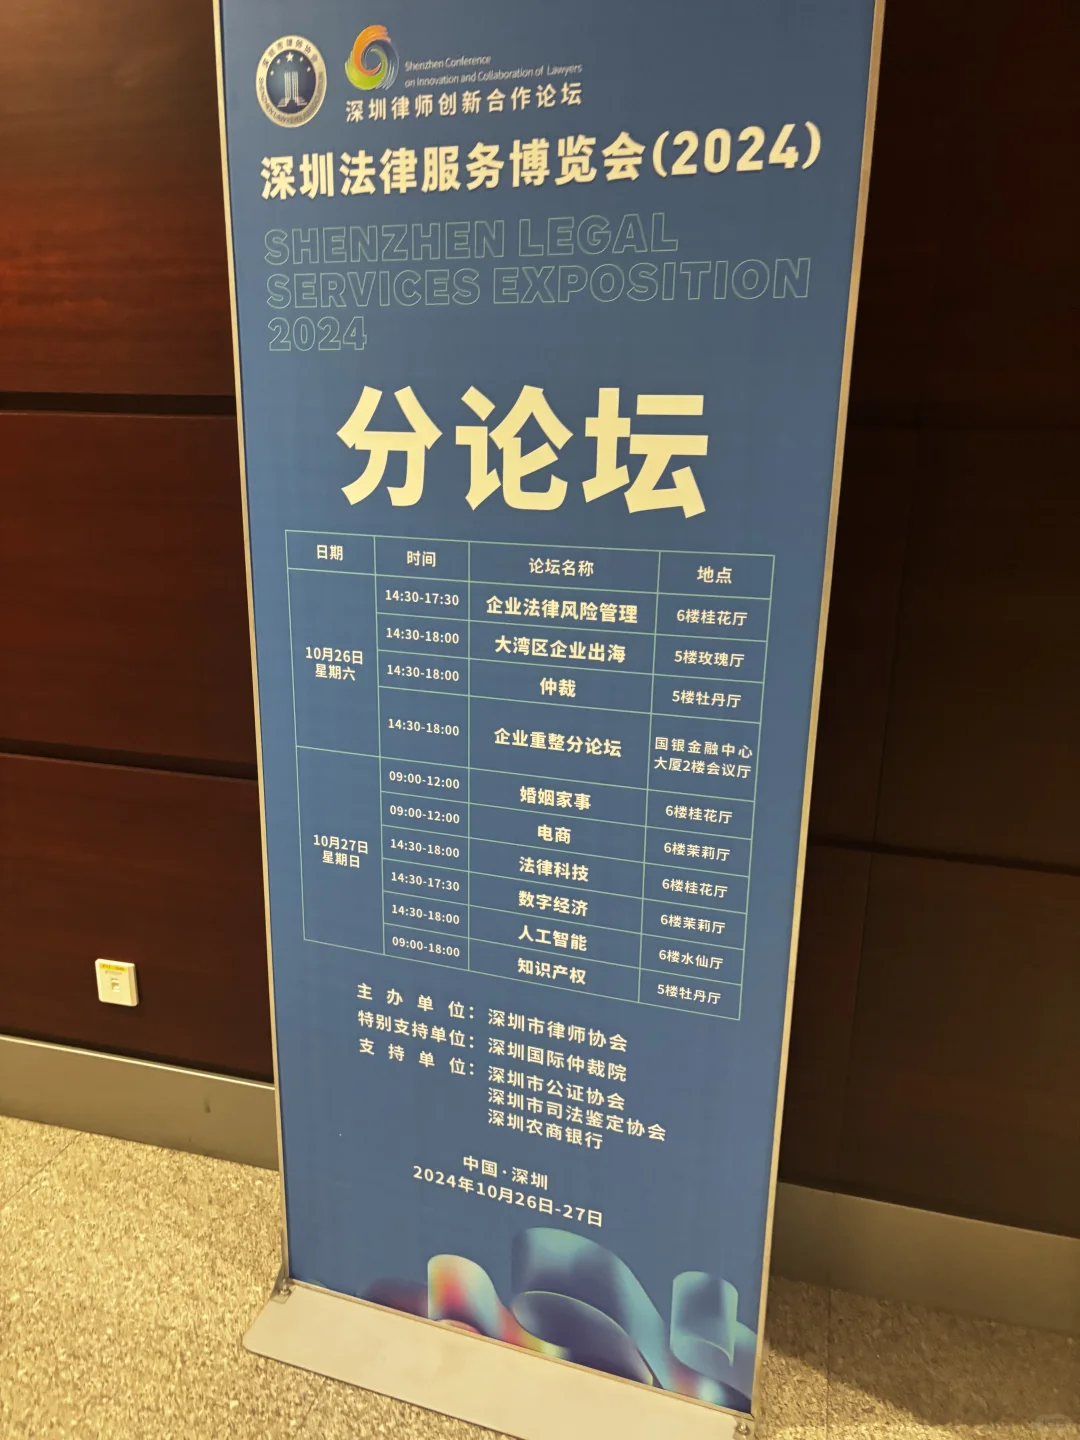 深圳市律师协会
SHENZHEN LAWYERS
Shenzhen Conference
on Innovation and Collaboration of Lawyers
深圳律师创新合作论坛
深圳法律服务博览会(2024)
SHENZHEN LEGAL
SERVICES EXPOSITION
2024
分论坛
日期 时间 论坛名称 地点
10月26日
星期六
14:30-17:30 企业法律风险管理 6楼桂花厅
14:30-18:00 大湾区企业出海 5楼玫瑰厅
14:30-18:00 仲裁 5楼牡丹厅
14:30-18:00 企业重整分论坛 国银金融中心
大厦2楼会议厅
10月27日
星期日
09:00-12:00 婚姻家事 6楼桂花厅
09:00-12:00 电商 6楼茉莉厅
14:30-18:00 法律科技 6楼桂花厅
14:30-17:30 数字经济 6楼茉莉厅
14:30-18:00 人工智能 6楼水仙厅
09:00-18:00 知识产权 5楼牡丹厅
主办单位：深圳市律师协会
特别支持单位：深圳国际仲裁院
支持单位：深圳市公证协会
深圳市司法鉴定协会
深圳农商银行
中国·深圳
2024年10月26日-27日